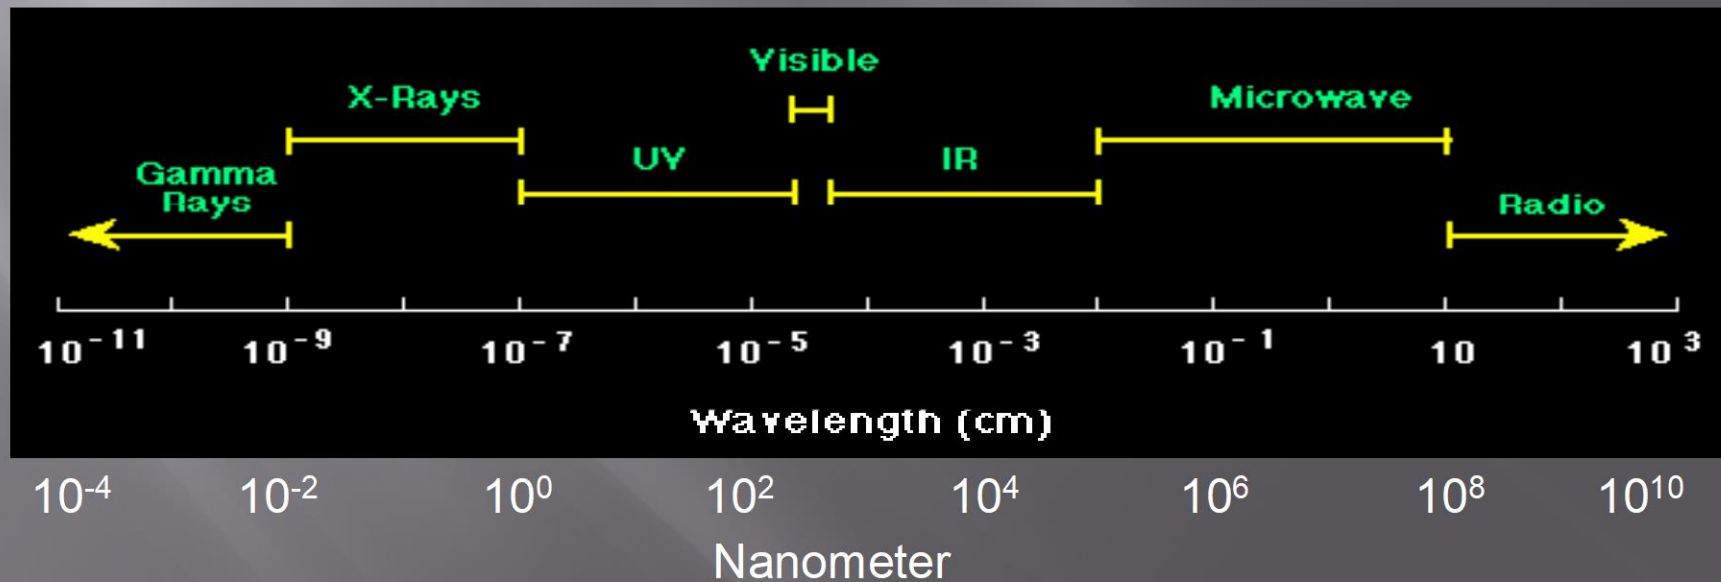 Visible
X-Rays
Microwave
UY
IR
Gamma
Rays
Radio
10⁻¹¹ 10⁻⁹ 10⁻⁷ 10⁻⁵ 10⁻³ 10⁻¹ 10 10³
Wavelength (cm)
10⁻⁴ 10⁻² 10⁰ 10² 10⁴ 10⁶ 10⁸ 10¹⁰
Nanometer